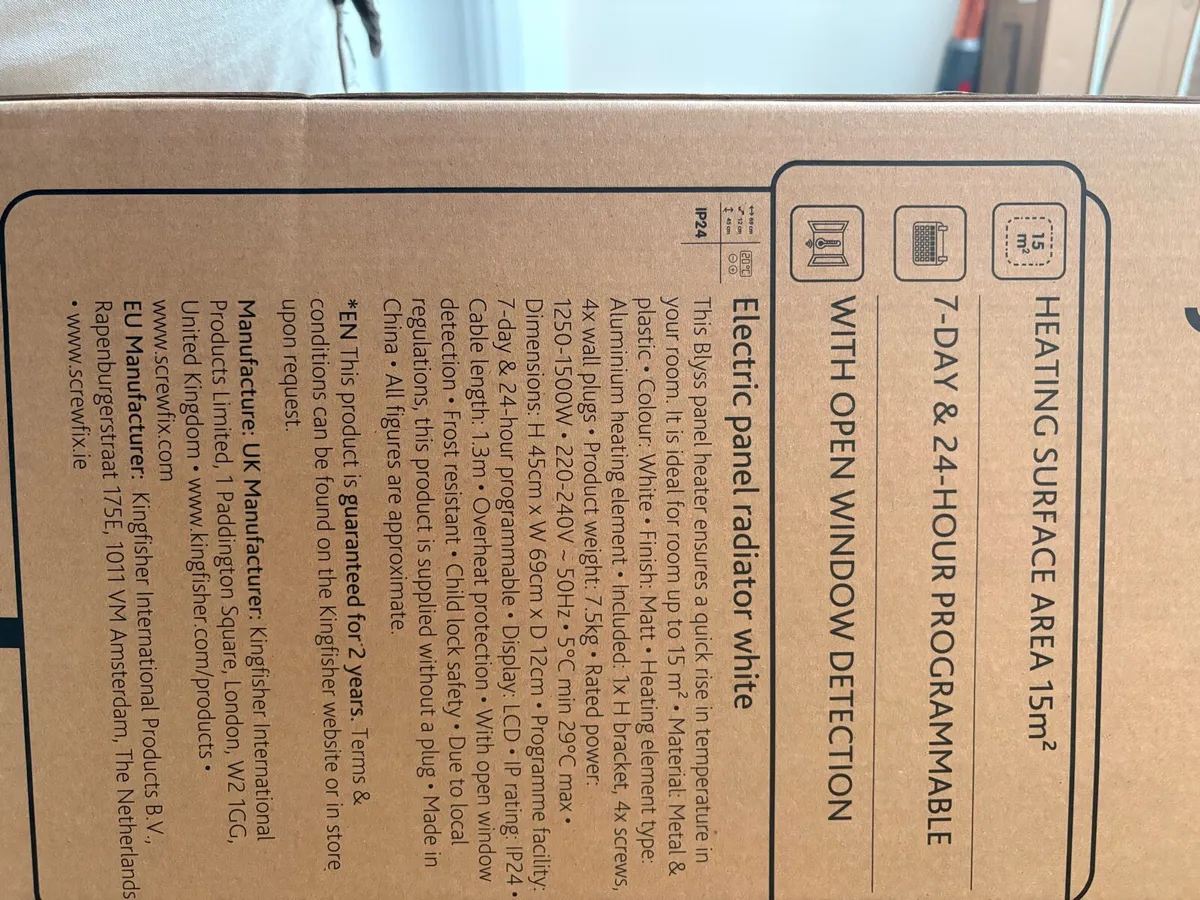 15
m²
HEATING SURFACE AREA 15m²
7-DAY & 24-HOUR PROGRAMMABLE
WITH OPEN WINDOW DETECTION
69 cm
12 cm
45 cm
20°C
IP24
Electric panel radiator white
This Blyss panel heater ensures a quick rise in temperature in
your room. It is ideal for room up to 15 m² • Material: Metal &
plastic • Colour: White • Finish: Matt • Heating element type:
Aluminium heating element • Included: 1x H bracket, 4x screws,
4x wall plugs • Product weight: 7.5kg • Rated power:
1250-1500W • 220-240V ~ 50Hz • 5°C min 29°C max •
Dimensions: H 45cm x W 69cm x D 12cm • Programme facility:
7-day & 24-hour programmable • Display: LCD • IP rating: IP24 •
Cable length: 1.3m • Overheat protection • With open window
detection • Frost resistant • Child lock safety • Due to local
regulations, this product is supplied without a plug • Made in
China • All figures are approximate.
*EN This product is guaranteed for 2 years. Terms &
conditions can be found on the Kingfisher website or in store
upon request.
Manufacture: UK Manufacturer: Kingfisher International
Products Limited, 1 Paddington Square, London, W2 1GG,
United Kingdom • www.kingfisher.com/products •
www.screwfix.com
EU Manufacturer: Kingfisher International Products B.V.,
Rapenburgerstraat 175E, 1011 VM Amsterdam, The Netherlands
• www.screwfix.ie